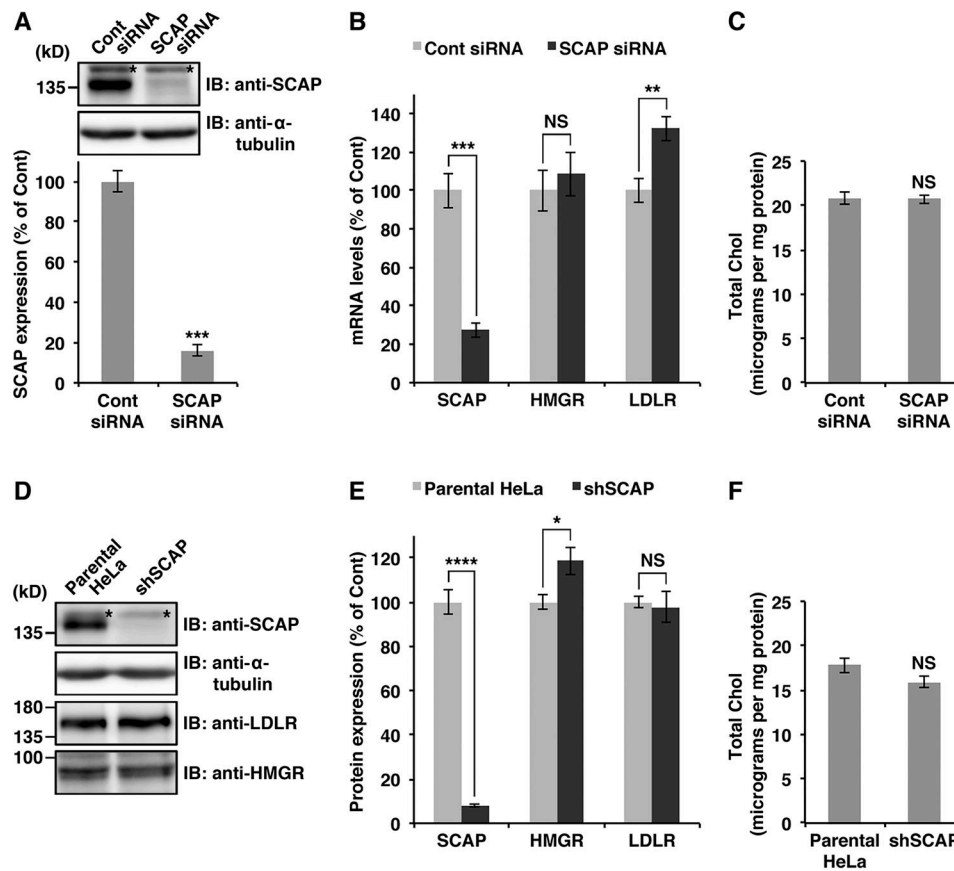 A
(kD)
Cont siRNA
SCAP siRNA
* *
135
IB: anti-SCAP
IB: anti-α-
tubulin
SCAP expression (% of Cont)
100
80
60
40
20
0
***
Cont
siRNA
SCAP
siRNA
B
Cont siRNA SCAP siRNA
mRNA levels (% of Cont)
140
120
100
80
60
40
20
0
***
NS
**
SCAP HMGR LDLR
C
Total Chol
(micrograms per mg protein)
25
20
15
10
5
0
NS
Cont
siRNA
SCAP
siRNA
D
(kD)
Parental
HeLa
shSCAP
* *
135
IB: anti-SCAP
IB: anti-α-
tubulin
180
135
IB: anti-LDLR
100
IB: anti-HMGR
E
Parental HeLa shSCAP
Protein expression (% of Cont)
120
100
80
60
40
20
0
****
*
NS
SCAP HMGR LDLR
F
Total Chol
(micrograms per mg protein)
25
20
15
10
5
0
NS
Parental
HeLa
shSCAP